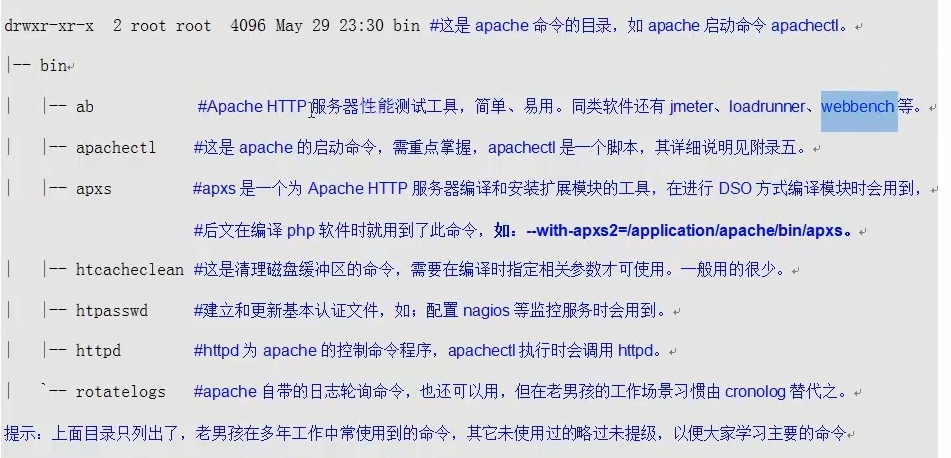 drwxr-xr-x  2 root root  4096 May 29 23:30 bin #这是 apache 命令的目录，如 apache 启动命令 apachectl。
|-- bin
|   |-- ab            #Apache HTTP 服务器性能测试工具，简单、易用。同类软件还有 jmeter、loadrunner、webbench 等。
|   |-- apachectl     #这是 apache 的启动命令，需重点掌握，apachectl 是一个脚本，其详细说明见附录五。
|   |-- apxs          #apxs 是一个为 Apache HTTP 服务器编译和安装扩展模块的工具，在进行 DSO 方式编译模块时会用到，
#后文在编译 php 软件时就用到了此命令，如：--with-apxs2=/application/apache/bin/apxs。
|   |-- htcacheclean #这是清理磁盘缓冲区的命令，需要在编译时指定相关参数才可使用。一般用的很少。
|   |-- htpasswd      #建立和更新基本认证文件，如；配置 nagios 等监控服务时会用到。
|   |-- httpd         #httpd 为 apache 的控制命令程序，apachectl 执行时会调用 httpd。
|   `-- rotatelogs    #apache 自带的日志轮询命令，也还可以用，但在老男孩的工作场景习惯由 cronolog 替代之。
提示：上面目录只列出了，老男孩在多年工作中常使用到的命令，其它未使用过的略过未提级，以便大家学习主要的命令